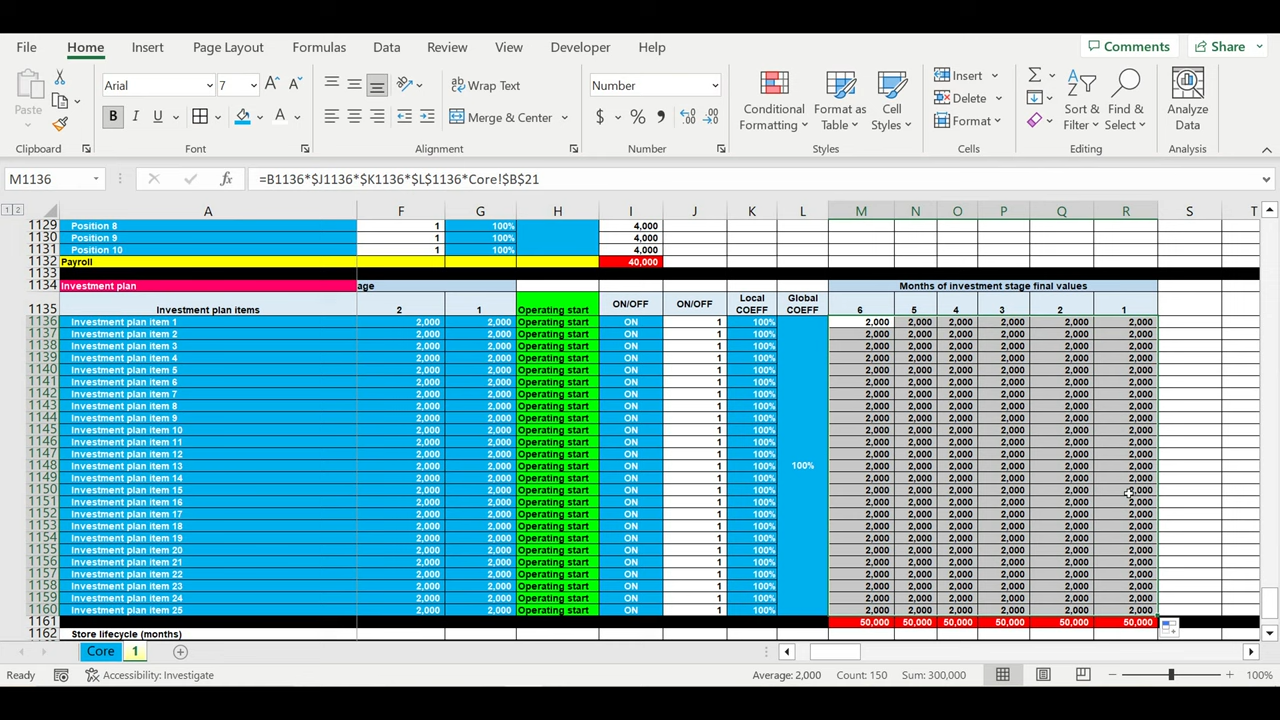 File Home Insert Page Layout Formulas Data Review View Developer Help Comments Share
Arial 7 A A Wrap Text Number Insert Σ
Paste Conditional Formatting Format as Table Cell Styles Delete Sort & Filter Find & Select Analyze Data
B I U A Merge & Center $ % , Format
Clipboard Font Alignment Number Styles Cells Editing Analysis
M1136 fx =B1136*$J1136*$K1136*$L$1136*Core!$B$21
1 2 A F G H I J K L M N O P Q R S T
1129 Position 8 1 100% 4,000
1130 Position 9 1 100% 4,000
1131 Position 10 1 100% 4,000
1132 Payroll 40,000
1133
1134 Investment plan age Months of investment stage final values
1135 Investment plan items 2 1 Operating start ON/OFF ON/OFF Local COEFF Global COEFF 6 5 4 3 2 1
1136 Investment plan item 1 2,000 2,000 Operating start ON 1 100% 2,000 2,000 2,000 2,000 2,000 2,000
1137 Investment plan item 2 2,000 2,000 Operating start ON 1 100% 2,000 2,000 2,000 2,000 2,000 2,000
1138 Investment plan item 3 2,000 2,000 Operating start ON 1 100% 2,000 2,000 2,000 2,000 2,000 2,000
1139 Investment plan item 4 2,000 2,000 Operating start ON 1 100% 2,000 2,000 2,000 2,000 2,000 2,000
1140 Investment plan item 5 2,000 2,000 Operating start ON 1 100% 2,000 2,000 2,000 2,000 2,000 2,000
1141 Investment plan item 6 2,000 2,000 Operating start ON 1 100% 2,000 2,000 2,000 2,000 2,000 2,000
1142 Investment plan item 7 2,000 2,000 Operating start ON 1 100% 2,000 2,000 2,000 2,000 2,000 2,000
1143 Investment plan item 8 2,000 2,000 Operating start ON 1 100% 2,000 2,000 2,000 2,000 2,000 2,000
1144 Investment plan item 9 2,000 2,000 Operating start ON 1 100% 2,000 2,000 2,000 2,000 2,000 2,000
1145 Investment plan item 10 2,000 2,000 Operating start ON 1 100% 2,000 2,000 2,000 2,000 2,000 2,000
1146 Investment plan item 11 2,000 2,000 Operating start ON 1 100% 2,000 2,000 2,000 2,000 2,000 2,000
1147 Investment plan item 12 2,000 2,000 Operating start ON 1 100% 2,000 2,000 2,000 2,000 2,000 2,000
1148 Investment plan item 13 2,000 2,000 Operating start ON 1 100% 100% 2,000 2,000 2,000 2,000 2,000 2,000
1149 Investment plan item 14 2,000 2,000 Operating start ON 1 100% 2,000 2,000 2,000 2,000 2,000 2,000
1150 Investment plan item 15 2,000 2,000 Operating start ON 1 100% 2,000 2,000 2,000 2,000 2,000 2,000
1151 Investment plan item 16 2,000 2,000 Operating start ON 1 100% 2,000 2,000 2,000 2,000 2,000 2,000
1152 Investment plan item 17 2,000 2,000 Operating start ON 1 100% 2,000 2,000 2,000 2,000 2,000 2,000
1153 Investment plan item 18 2,000 2,000 Operating start ON 1 100% 2,000 2,000 2,000 2,000 2,000 2,000
1154 Investment plan item 19 2,000 2,000 Operating start ON 1 100% 2,000 2,000 2,000 2,000 2,000 2,000
1155 Investment plan item 20 2,000 2,000 Operating start ON 1 100% 2,000 2,000 2,000 2,000 2,000 2,000
1156 Investment plan item 21 2,000 2,000 Operating start ON 1 100% 2,000 2,000 2,000 2,000 2,000 2,000
1157 Investment plan item 22 2,000 2,000 Operating start ON 1 100% 2,000 2,000 2,000 2,000 2,000 2,000
1158 Investment plan item 23 2,000 2,000 Operating start ON 1 100% 2,000 2,000 2,000 2,000 2,000 2,000
1159 Investment plan item 24 2,000 2,000 Operating start ON 1 100% 2,000 2,000 2,000 2,000 2,000 2,000
1160 Investment plan item 25 2,000 2,000 Operating start ON 1 100% 2,000 2,000 2,000 2,000 2,000 2,000
1161 50,000 50,000 50,000 50,000 50,000 50,000
1162 Store lifecycle (months)
Core 1
Ready Accessibility: Investigate Average: 2,000 Count: 150 Sum: 300,000 100%